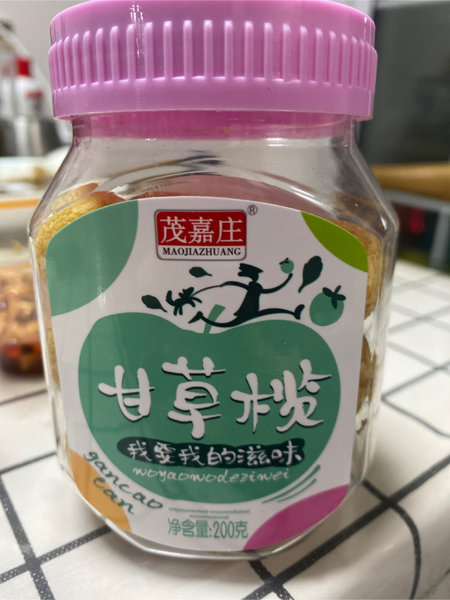 茂嘉庄®
MAOJIAZHUANG
甘草榄
我要我的滋味
woyaowodeziwei
gancao
lan
净含量:200克